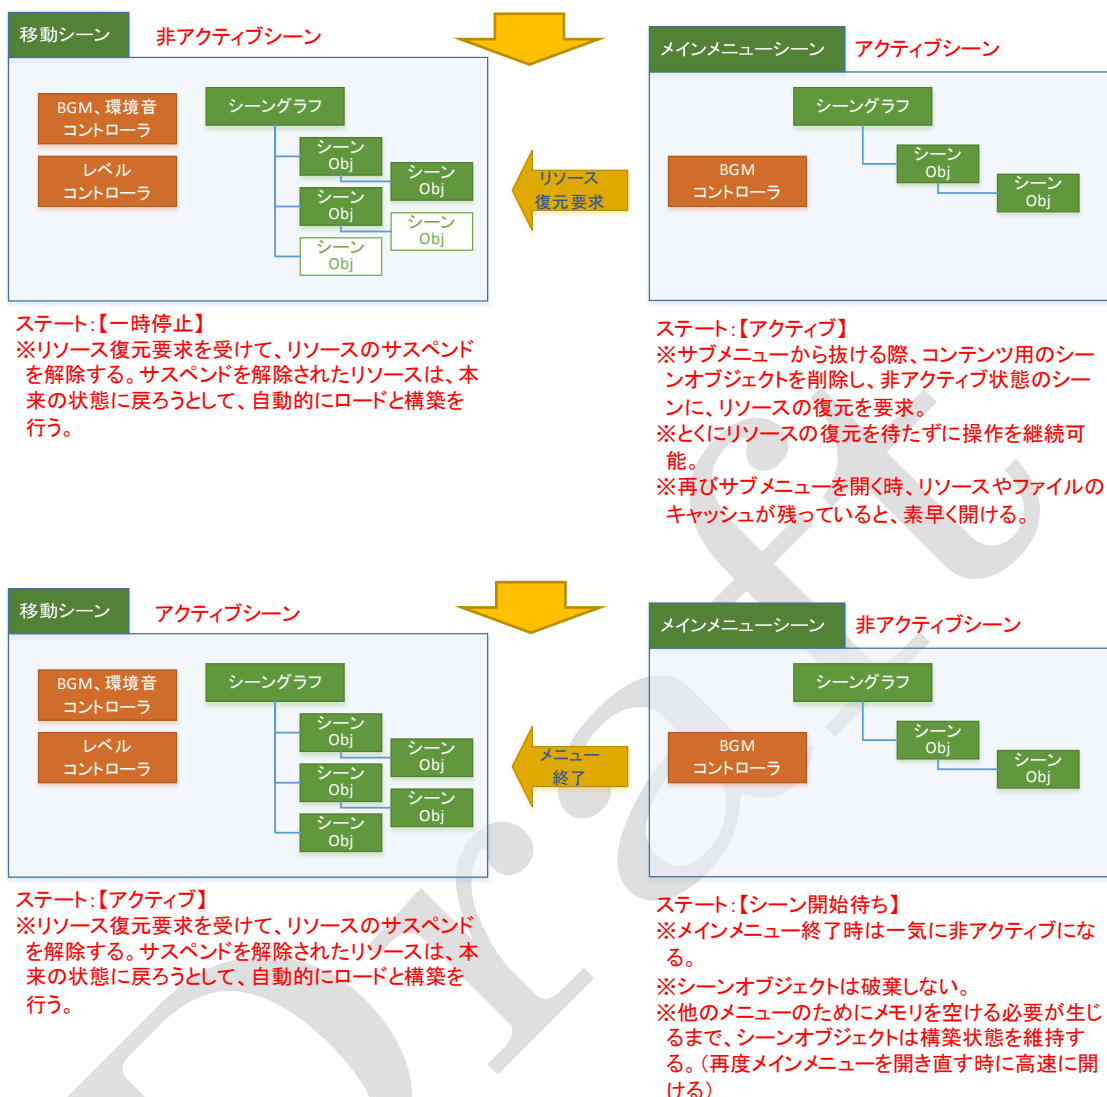 移動シーン
非アクティブシーン
BGM、環境音
コントローラ
レベル
コントローラ
シーングラフ
シーン
Obj
シーン
Obj
シーン
Obj
シーン
Obj
シーン
Obj
リソース
復元要求
メインメニューシーン
アクティブシーン
シーングラフ
BGM
コントローラ
シーン
Obj
シーン
Obj
ステート:【一時停止】
※リソース復元要求を受けて、リソースのサスペンド
を解除する。サスペンドを解除されたリソースは、本
来の状態に戻ろうとして、自動的にロードと構築を
行う。
ステート:【アクティブ】
※サブメニューから抜ける際、コンテンツ用のシー
ンオブジェクトを削除し、非アクティブ状態のシー
ンに、リソースの復元を要求。
※とくにリソースの復元を待たずに操作を継続可
能。
※再びサブメニューを開く時、リソースやファイルの
キャッシュが残っていると、素早く開ける。
移動シーン
アクティブシーン
BGM、環境音
コントローラ
レベル
コントローラ
シーングラフ
シーン
Obj
シーン
Obj
シーン
Obj
シーン
Obj
シーン
Obj
メニュー
終了
メインメニューシーン
非アクティブシーン
シーングラフ
BGM
コントローラ
シーン
Obj
シーン
Obj
ステート:【アクティブ】
※リソース復元要求を受けて、リソースのサスペンド
を解除する。サスペンドを解除されたリソースは、本
来の状態に戻ろうとして、自動的にロードと構築を
行う。
ステート:【シーン開始待ち】
※メインメニュー終了時は一気に非アクティブにな
る。
※シーンオブジェクトは破棄しない。
※他のメニューのためにメモリを空ける必要が生じ
るまで、シーンオブジェクトは構築状態を維持す
る。(再度メインメニューを開き直す時に高速に開
ける)
Draft